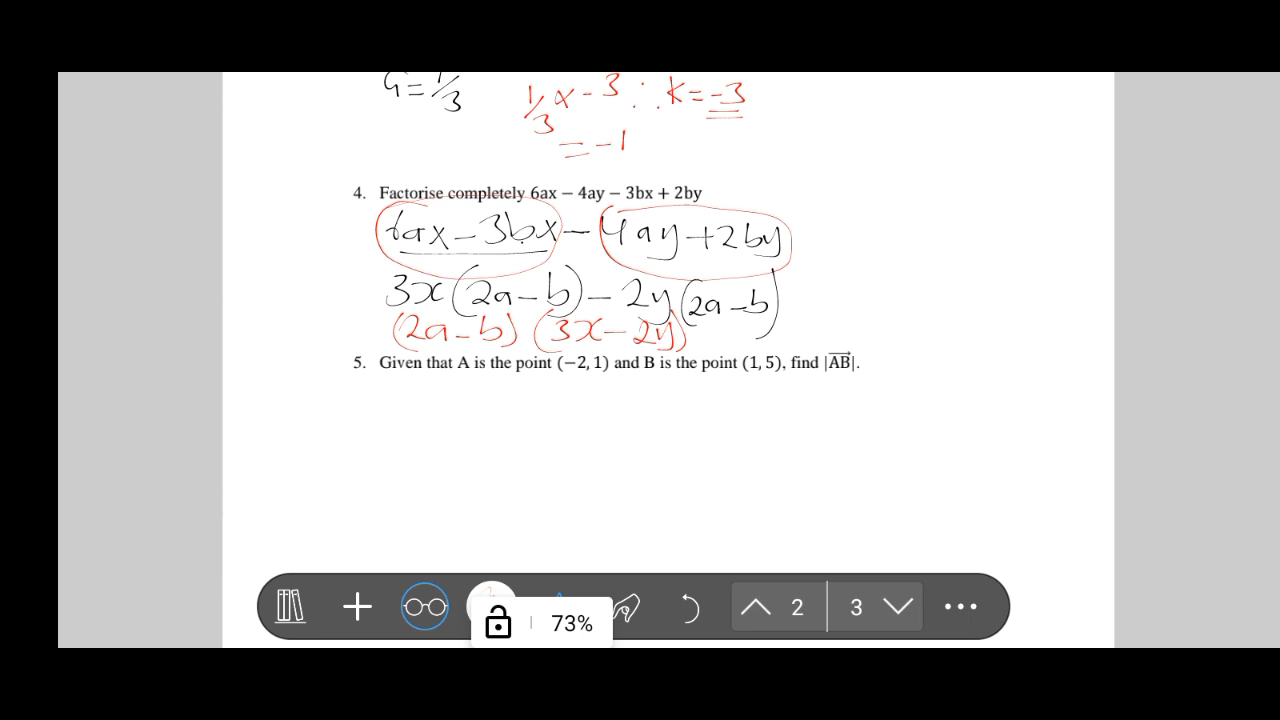 G = 1/3
1/3 x - 3 ∴ k = -3
= -1
4. Factorise completely 6ax − 4ay − 3bx + 2by
6ax - 3bx - 4ay + 2by
3x(2a - b) - 2y(2a - b)
(2a - b) (3x - 2y)
5. Given that A is the point (−2, 1) and B is the point (1, 5), find |AB|.
2 3
73%